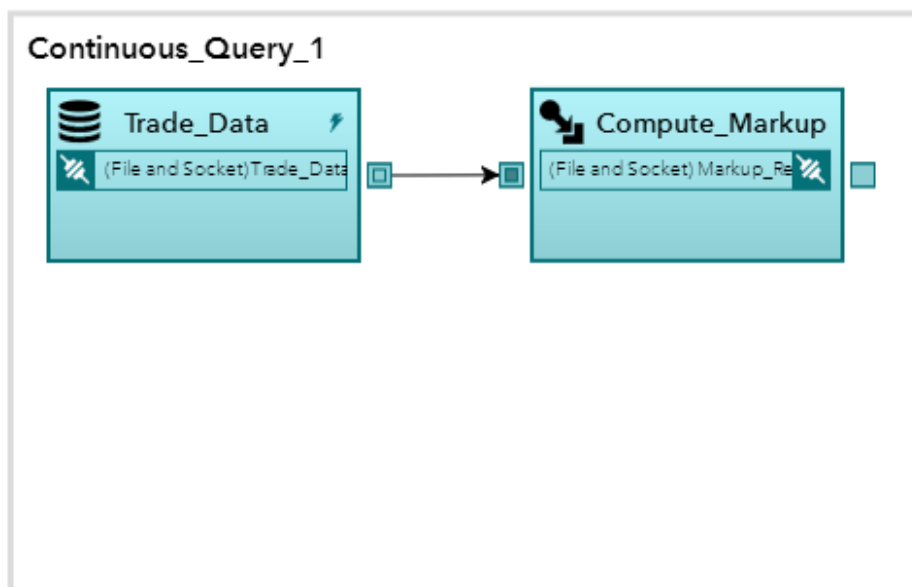 Continuous_Query_1
Trade_Data
(File and Socket)Trade_Data
Compute_Markup
(File and Socket) Markup_Re